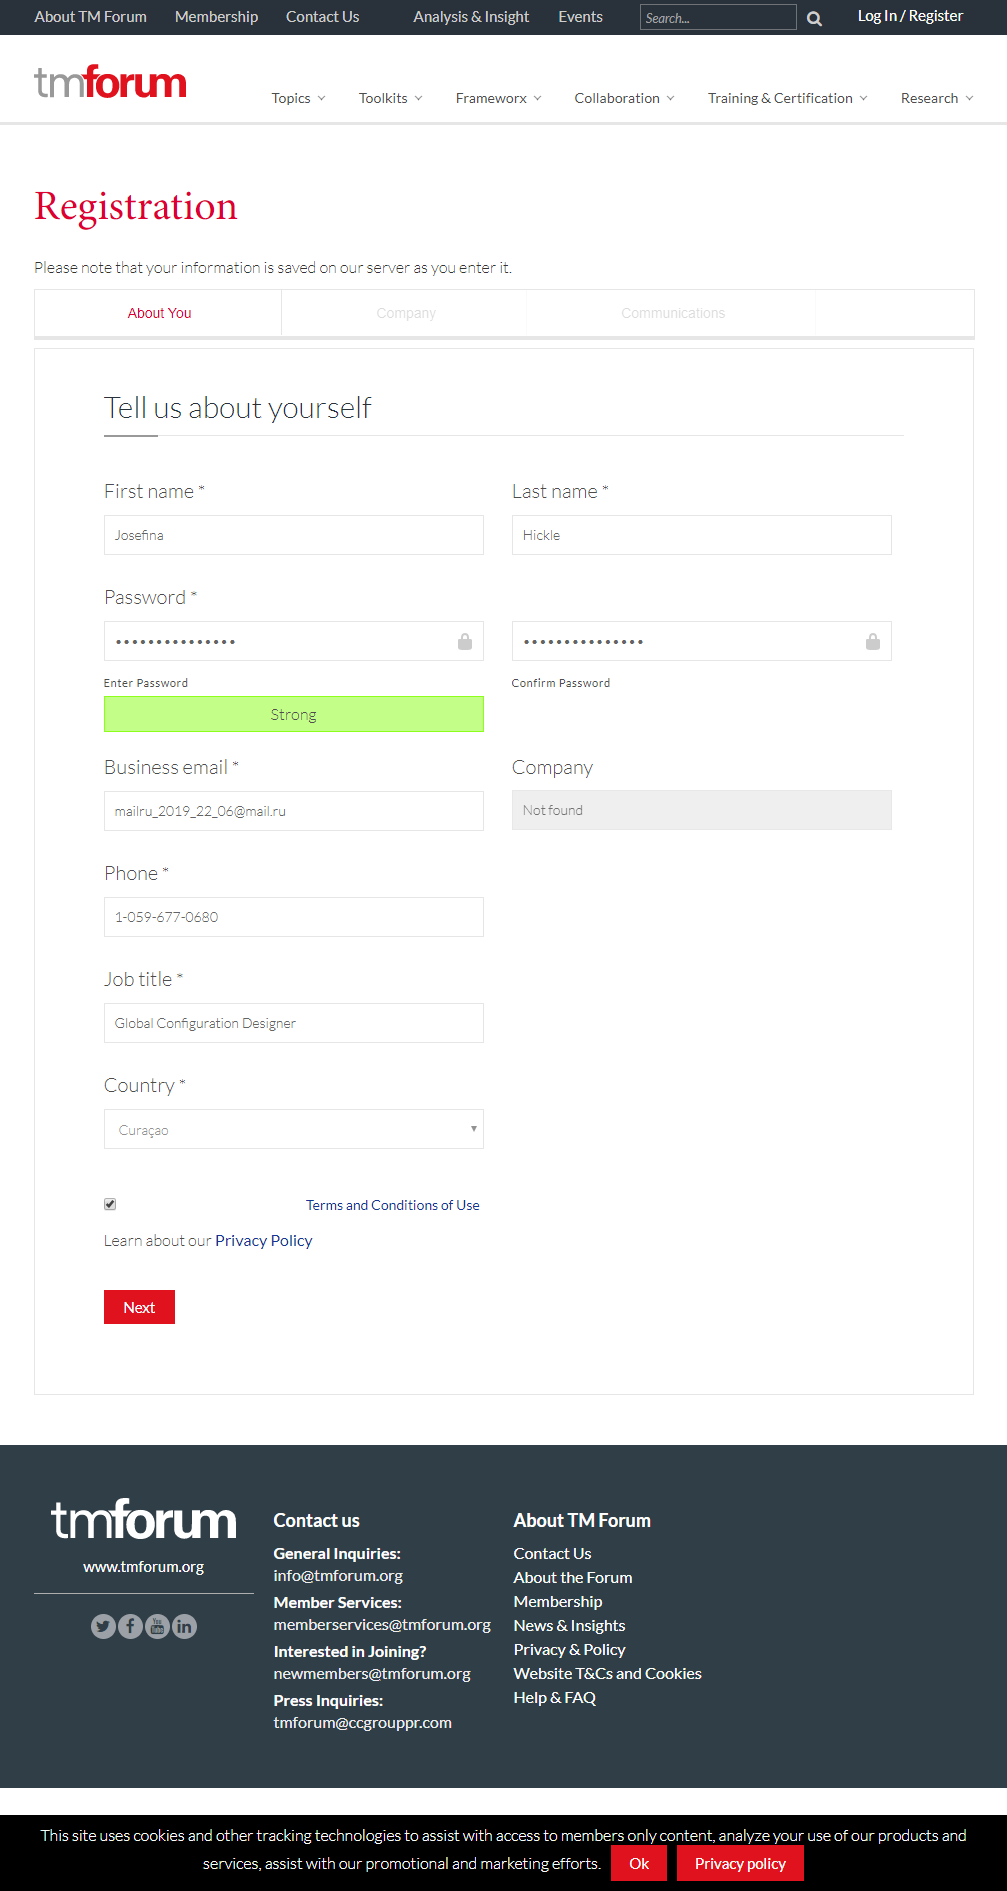 About TM Forum Membership Contact Us Analysis & Insight Events Search... Log In / Register
tmforum
Topics Toolkits Frameworx Collaboration Training & Certification Research
Registration
Please note that your information is saved on our server as you enter it.
About You Company Communications
Tell us about yourself
First name * Last name *
Josefina Hickle
Password *
Enter Password Confirm Password
Strong
Business email * Company
mailru_2019_22_06@mail.ru Not found
Phone *
1-059-677-0680
Job title *
Global Configuration Designer
Country *
Curaçao
Terms and Conditions of Use
Learn about our Privacy Policy
Next
tmforum
www.tmforum.org
Contact us
General Inquiries:
info@tmforum.org
Member Services:
memberservices@tmforum.org
Interested in Joining?
newmembers@tmforum.org
Press Inquiries:
tmforum@ccgrouppr.com
About TM Forum
Contact Us
About the Forum
Membership
News & Insights
Privacy & Policy
Website T&Cs and Cookies
Help & FAQ
This site uses cookies and other tracking technologies to assist with access to members only content, analyze your use of our products and
services, assist with our promotional and marketing efforts. Ok Privacy policy